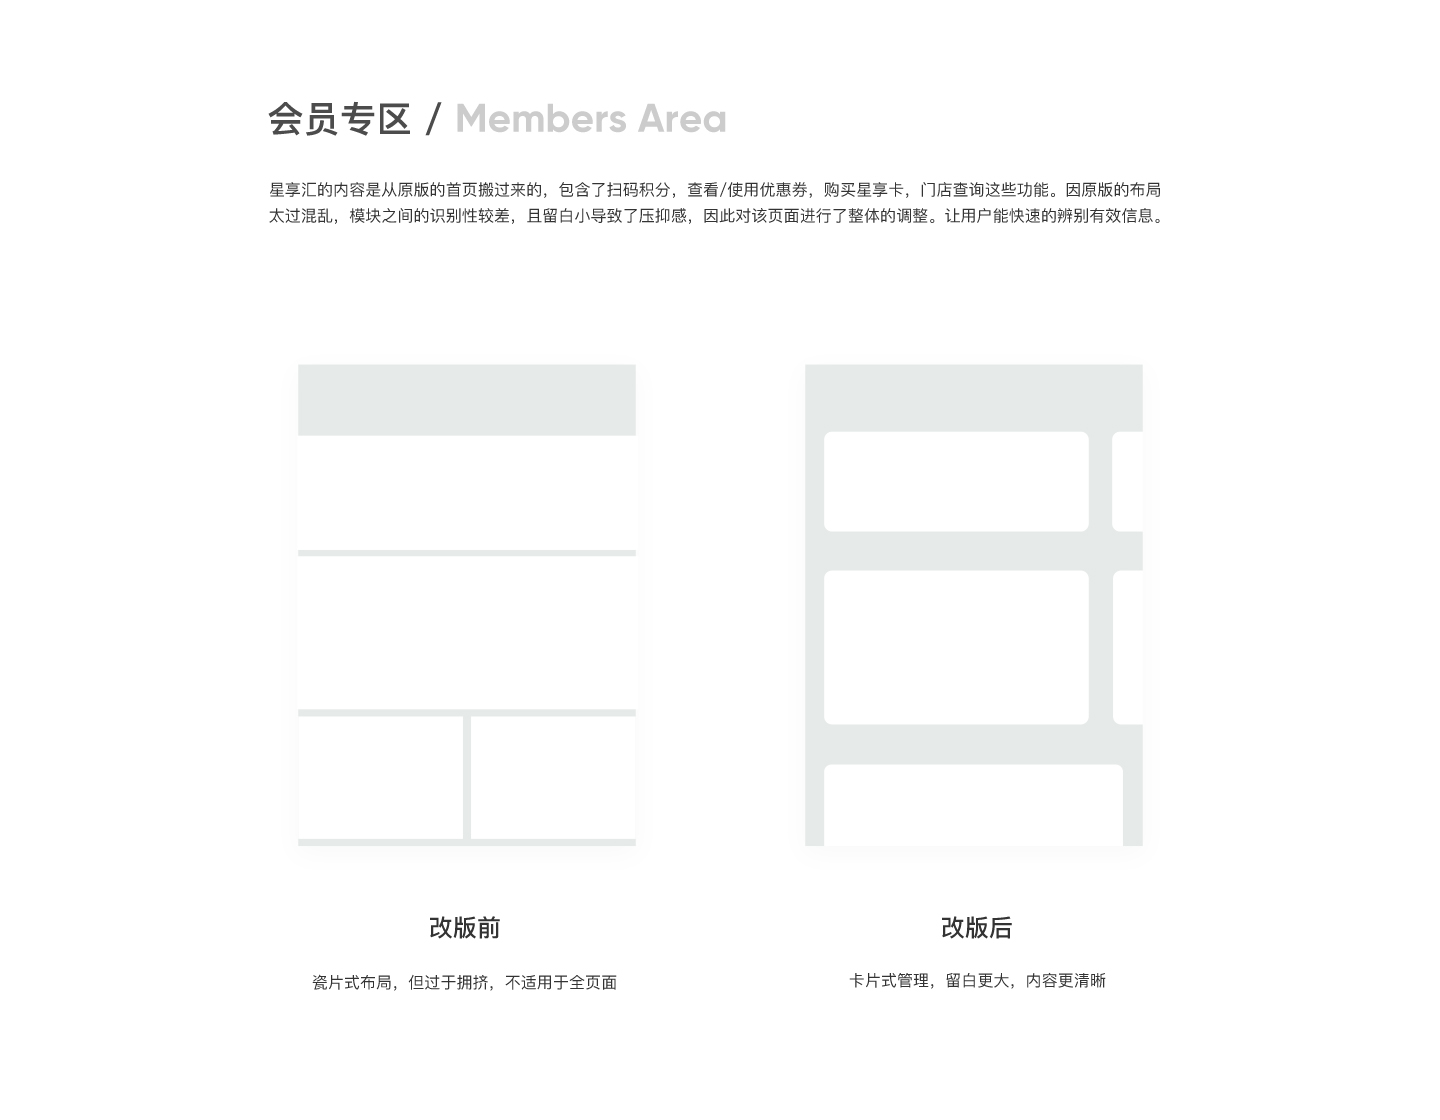 会员专区 / Members Area
星享汇的内容是从原版的首页搬过来的，包含了扫码积分，查看/使用优惠券，购买星享卡，门店查询这些功能。因原版的布局
太过混乱，模块之间的识别性较差，且留白小导致了压抑感，因此对该页面进行了整体的调整。让用户能快速的辨别有效信息。
改版前
改版后
瓷片式布局，但过于拥挤，不适用于全页面
卡片式管理，留白更大，内容更清晰